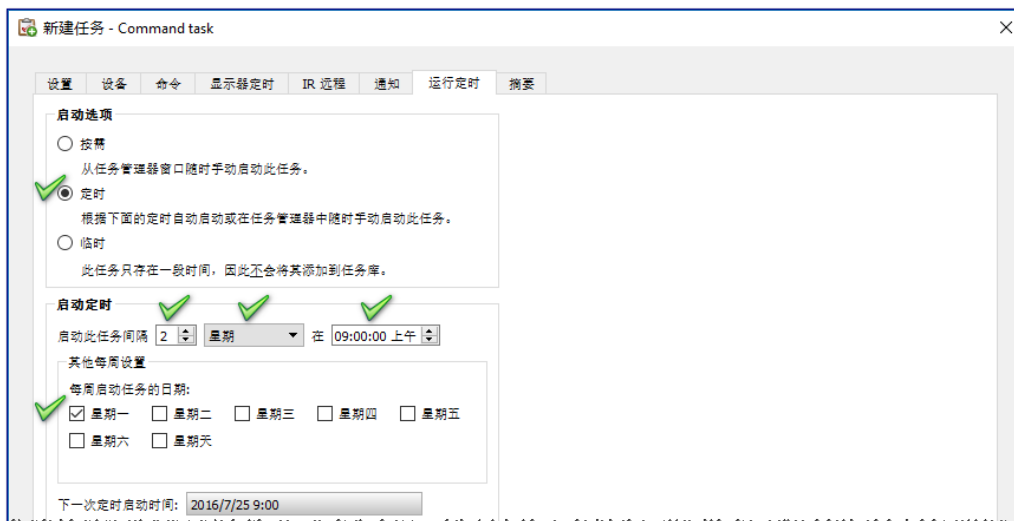 新建任务 - Command task
设置 设备 命令 显示器定时 IR 远程 通知 运行定时 摘要
启动选项
按需
从任务管理器窗口随时手动启动此任务。
定时
根据下面的定时自动启动或在任务管理器中随时手动启动此任务。
临时
此任务只存在一段时间，因此不会将其添加到任务库。
启动定时
启动此任务间隔 2 星期 在 09:00:00 上午
其他每周设置
每周启动任务的日期:
星期一 星期二 星期三 星期四 星期五
星期六 星期天
下一次定时启动时间: 2016/7/25 9:00